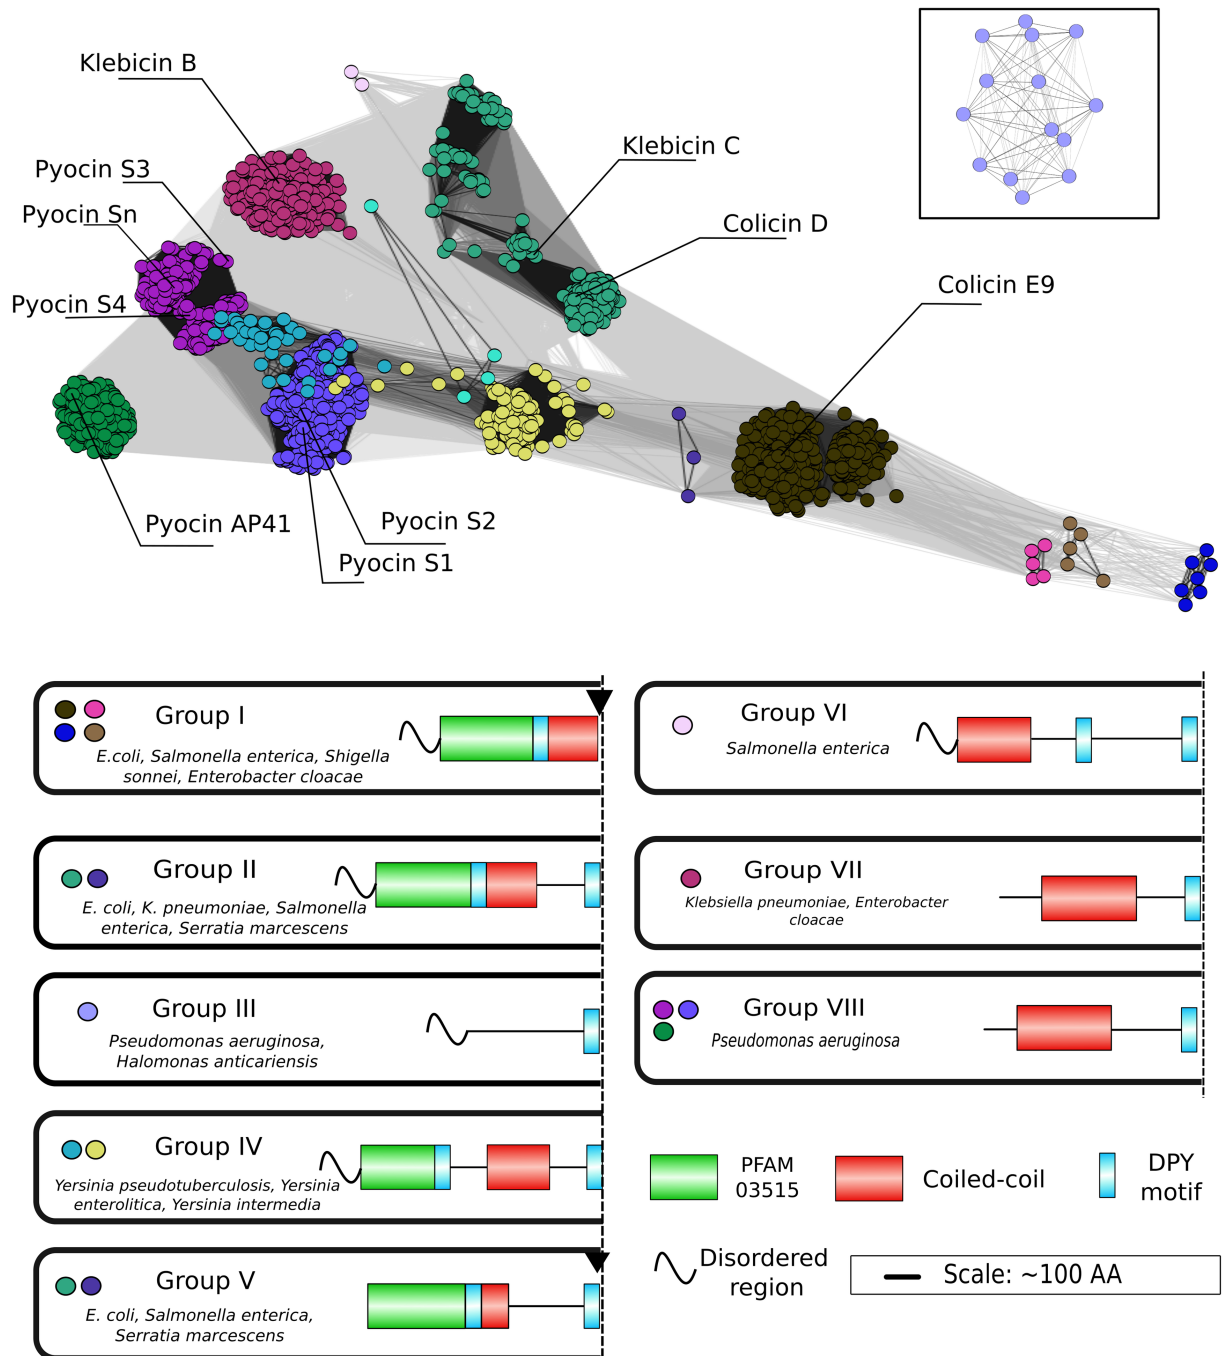 Klebicin B
Pyocin S3
Pyocin Sn
Pyocin S4
Klebicin C
Colicin D
Colicin E9
Pyocin AP41
Pyocin S2
Pyocin S1
Group I
E.coli, Salmonella enterica, Shigella
sonnei, Enterobacter cloacae
Group II
E. coli, K. pneumoniae, Salmonella
enterica, Serratia marcescens
Group III
Pseudomonas aeruginosa,
Halomonas anticariensis
Group IV
Yersinia pseudotuberculosis, Yersinia
enterolitica, Yersinia intermedia
Group V
E. coli, Salmonella enterica,
Serratia marcescens
Group VI
Salmonella enterica
Group VII
Klebsiella pneumoniae, Enterobacter
cloacae
Group VIII
Pseudomonas aeruginosa
PFAM
03515
Coiled-coil
DPY
motif
Disordered
region
Scale: ~100 AA